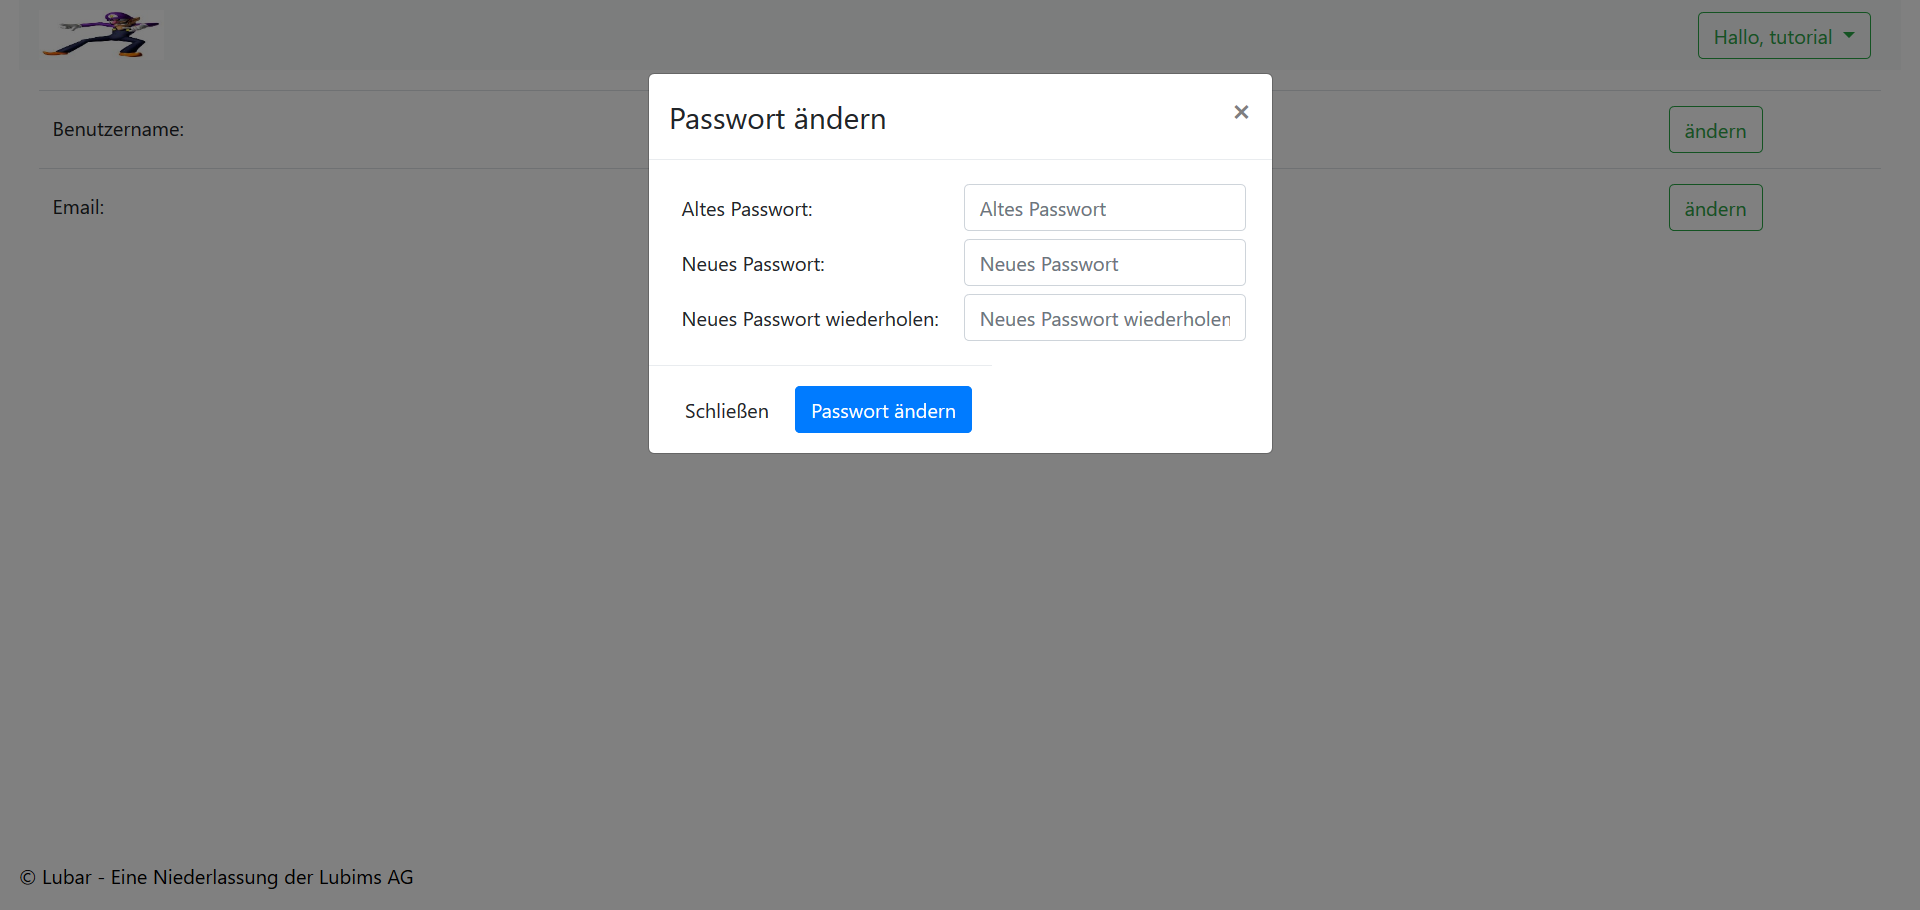 Hallo, tutorial
Passwort ändern
×
Benutzername:
ändern
Altes Passwort:
Altes Passwort
Email:
ändern
Neues Passwort:
Neues Passwort
Neues Passwort wiederholen:
Neues Passwort wiederholen
Schließen
Passwort ändern
© Lubar - Eine Niederlassung der Lubims AG